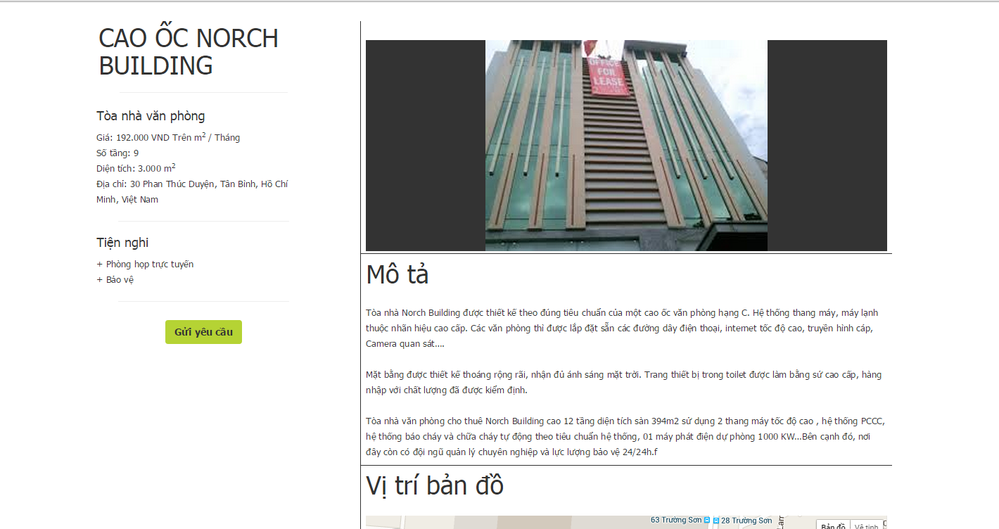 CAO ỐC NORCH
BUILDING
Tòa nhà văn phòng
Giá: 192.000 VND Trên m2 / Tháng
Số tầng: 9
Diện tích: 3.000 m2
Địa chỉ: 30 Phan Thúc Duyện, Tân Bình, Hồ Chí
Minh, Việt Nam
Tiện nghi
+ Phòng họp trực tuyến
+ Bảo vệ
Gửi yêu cầu
OFFICE
FOR
LEASE
Mô tả
Tòa nhà Norch Building được thiết kế theo đúng tiêu chuẩn của một cao ốc văn phòng hạng C. Hệ thống thang máy, máy lạnh
thuộc nhãn hiệu cao cấp. Các văn phòng thì được lắp đặt sẵn các đường dây điện thoại, internet tốc độ cao, truyền hình cáp,
Camera quan sát....
Mặt bằng được thiết kế thoáng rộng rãi, nhận đủ ánh sáng mặt trời. Trang thiết bị trong toilet được làm bằng sứ cao cấp, hàng
nhập với chất lượng đã được kiểm định.
Tòa nhà văn phòng cho thuê Norch Building cao 12 tầng diện tích sàn 394m2 sử dụng 2 thang máy tốc độ cao , hệ thống PCCC,
hệ thống báo cháy và chữa cháy tự động theo tiêu chuẩn hệ thống, 01 máy phát điện dự phòng 1000 KW...Bên cạnh đó, nơi
đây còn có đội ngũ quản lý chuyên nghiệp và lực lượng bảo vệ 24/24h.f
Vị trí bản đồ
63 Trường Sơn 28 Trường Sơn
Bản đồ Vệ tinh